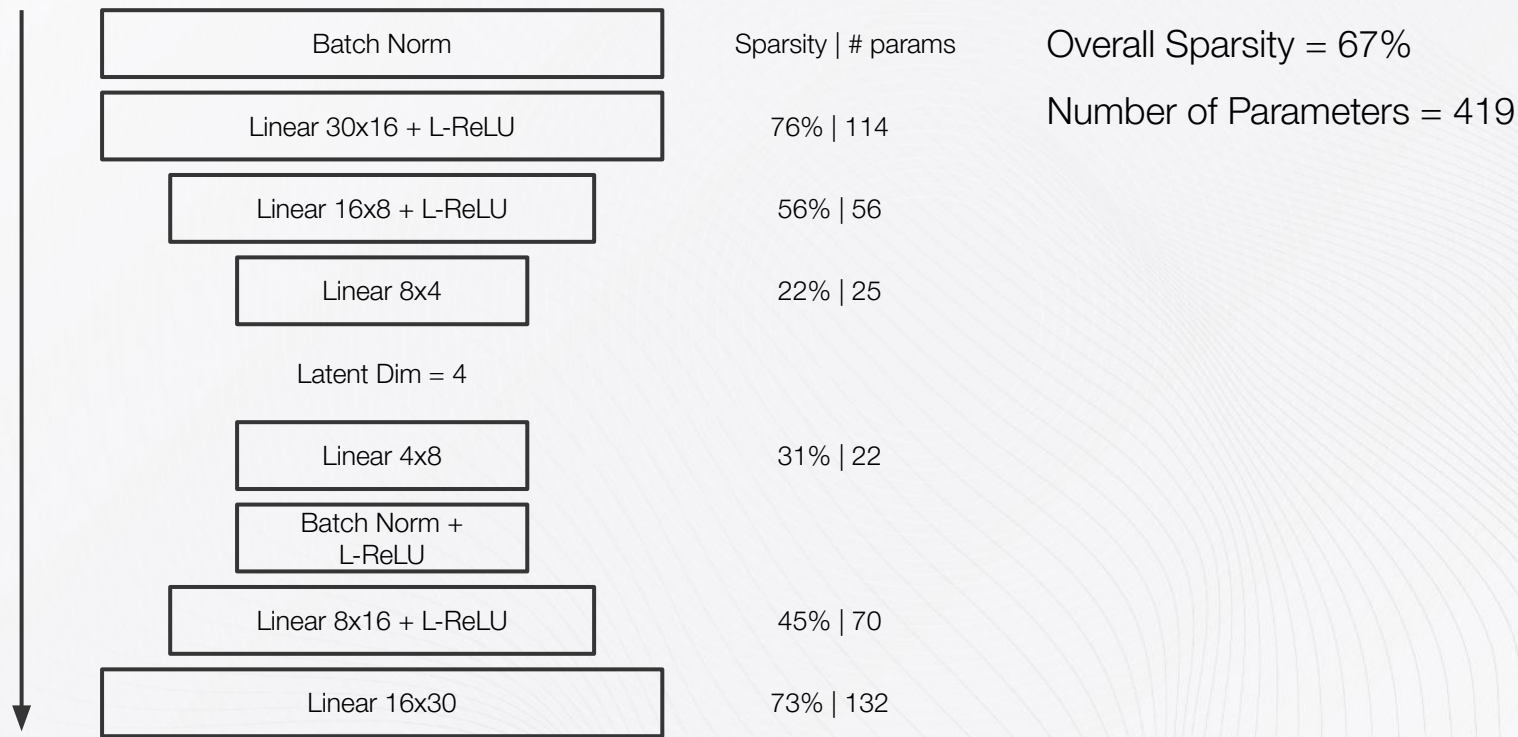 Batch Norm
Sparsity | # params
Overall Sparsity = 67%
Linear 30x16 + L-ReLU
76% | 114
Number of Parameters = 419
Linear 16x8 + L-ReLU
56% | 56
Linear 8x4
22% | 25
Latent Dim = 4
Linear 4x8
31% | 22
Batch Norm +
L-ReLU
Linear 8x16 + L-ReLU
45% | 70
Linear 16x30
73% | 132